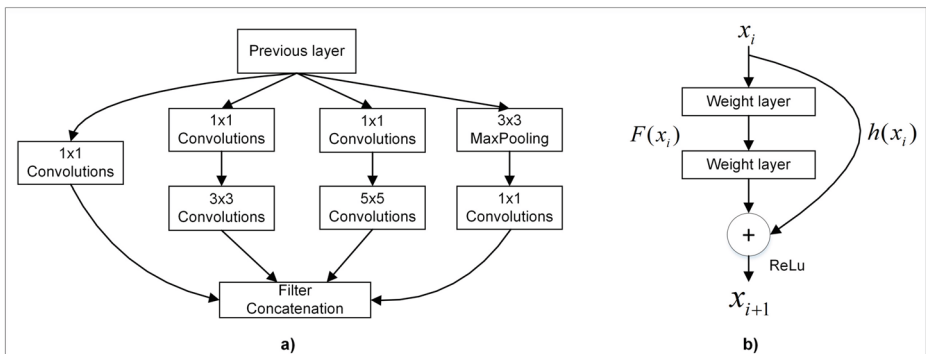 Previous layer
1x1
Convolutions
1x1
Convolutions
3x3
Convolutions
1x1
Convolutions
5x5
Convolutions
3x3
MaxPooling
1x1
Convolutions
Filter
Concatenation
a)
x_i
Weight layer
F(x_i)
h(x_i)
Weight layer
+
ReLu
x_{i+1}
b)